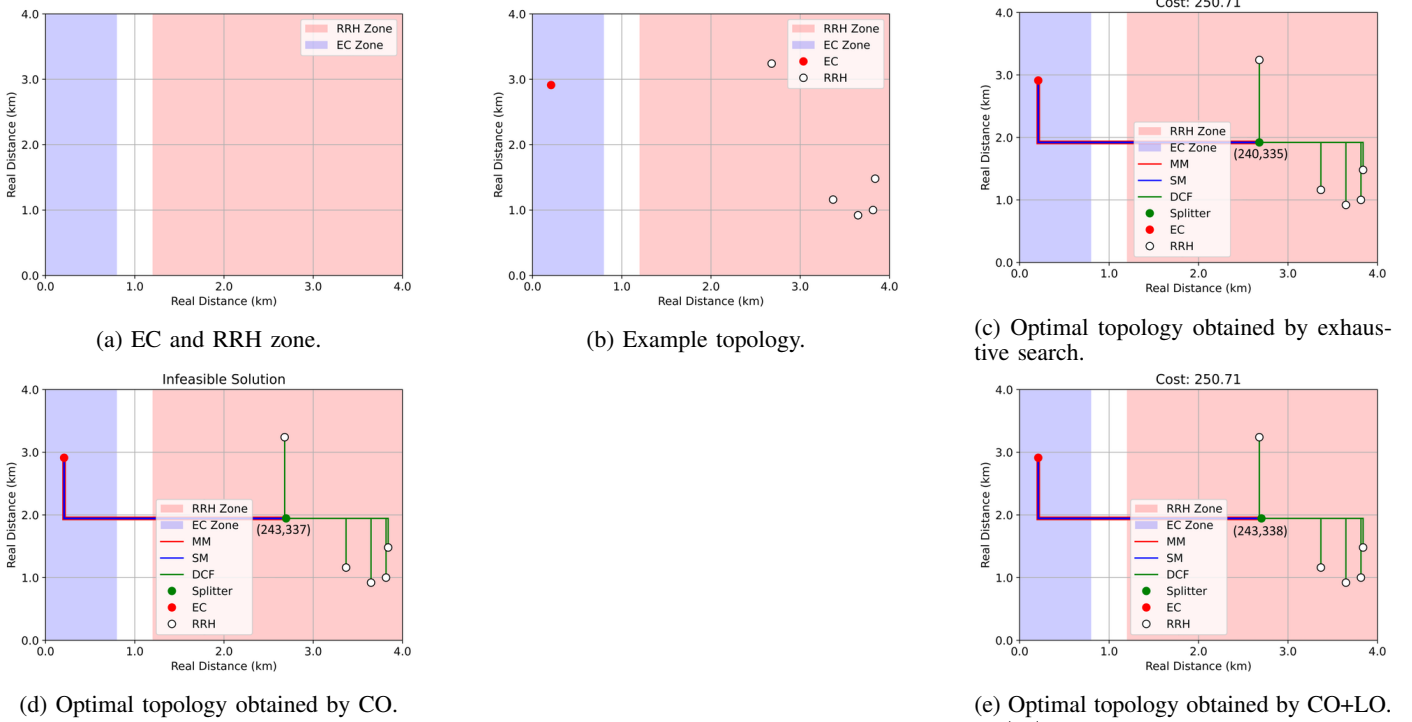 4.0
RRH Zone
EC Zone
3.0
2.0
1.0
0.0
0.0 1.0 2.0 3.0 4.0
Real Distance (km)
Real Distance (km)
(a) EC and RRH zone.
4.0
RRH Zone
EC Zone
EC
RRH
3.0
2.0
1.0
0.0
0.0 1.0 2.0 3.0 4.0
Real Distance (km)
Real Distance (km)
(b) Example topology.
Cost: 250.71
4.0
3.0
2.0
1.0
0.0
RRH Zone
EC Zone
MM
SM
DCF
Splitter
EC
RRH
(240,335)
0.0 1.0 2.0 3.0 4.0
Real Distance (km)
Real Distance (km)
(c) Optimal topology obtained by exhaus-
tive search.
Infeasible Solution
4.0
3.0
2.0
1.0
0.0
RRH Zone
EC Zone
MM
SM
DCF
Splitter
EC
RRH
(243,337)
0.0 1.0 2.0 3.0 4.0
Real Distance (km)
Real Distance (km)
(d) Optimal topology obtained by CO.
Cost: 250.71
4.0
3.0
2.0
1.0
0.0
RRH Zone
EC Zone
MM
SM
DCF
Splitter
EC
RRH
(243,338)
0.0 1.0 2.0 3.0 4.0
Real Distance (km)
Real Distance (km)
(e) Optimal topology obtained by CO+LO.